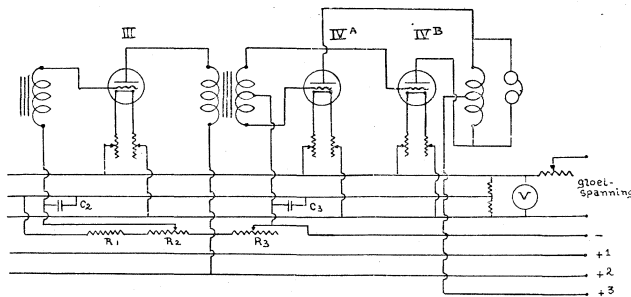 III
IV A
IV B
C2
C3
R1
R2
R3
V
gloei-
spanning
-
+1
+2
+3